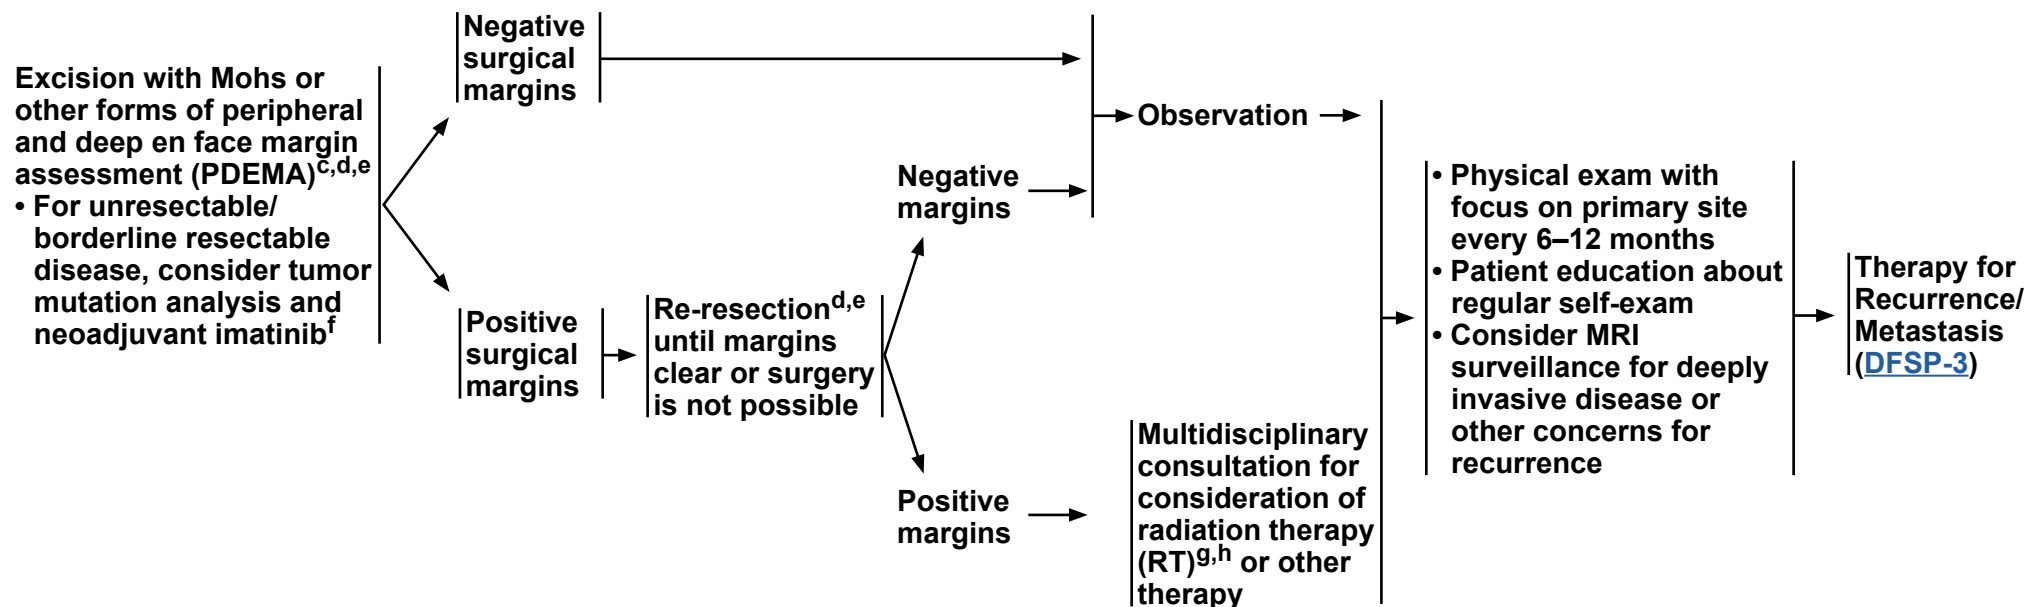 Excision with Mohs or
other forms of peripheral
and deep en face margin
assessment (PDEMA)c,d,e
• For unresectable/
borderline resectable
disease, consider tumor
mutation analysis and
neoadjuvant imatinibf
Negative
surgical
margins
Positive
surgical
margins
Re-resectiond,e
until margins
clear or surgery
is not possible
Negative
margins
Positive
margins
Observation
Multidisciplinary
consultation for
consideration of
radiation therapy
(RT)g,h or other
therapy
• Physical exam with
focus on primary site
every 6–12 months
• Patient education about
regular self-exam
• Consider MRI
surveillance for deeply
invasive disease or
other concerns for
recurrence
Therapy for
Recurrence/
Metastasis
(DFSP-3)